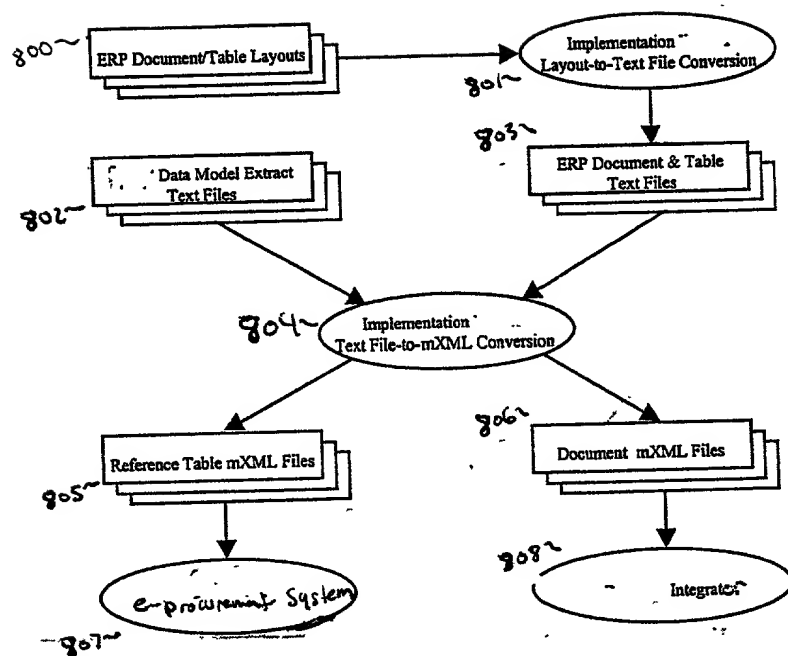 800~
ERP Document/Table Layouts
Implementation
Layout-to-Text File Conversion
801~
803~
Data Model Extract
Text Files
802~
ERP Document & Table
Text Files
804~
Implementation
Text File-to-mXML Conversion
806~
Reference Table mXML Files
805~
Document mXML Files
808~
e-procurement System
Integrator
807~